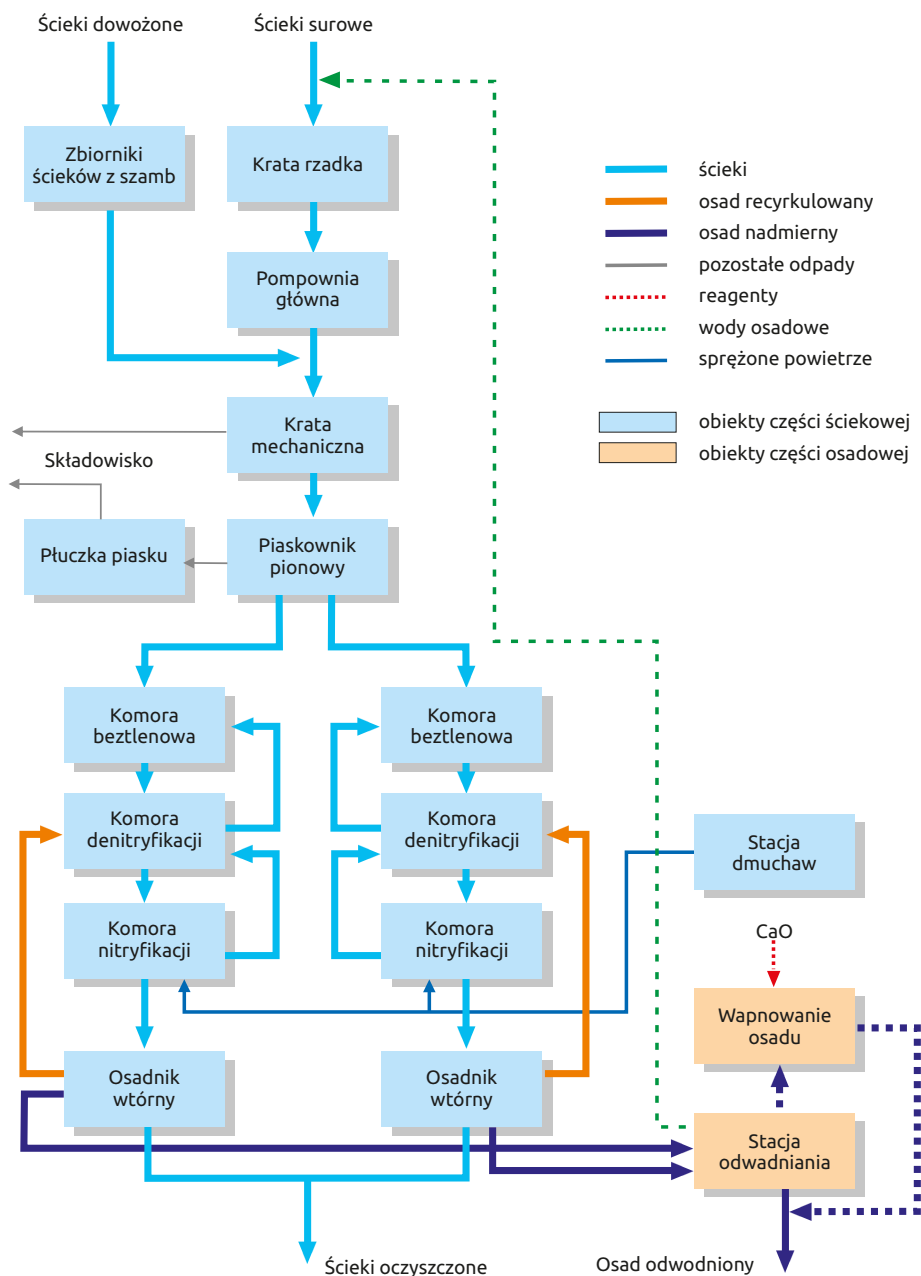 Ścieki dowożone
Ścieki surowe
Zbiorniki
ścieków z szamb
Krata rzadka
ścieki
osad recyrkulowany
osad nadmierny
pozostałe odpady
reagenty
wody osadowe
sprężone powietrze
obiekty części ściekowej
obiekty części osadowej
Pompownia
główna
Krata
mechaniczna
Składowisko
Płuczka piasku
Piaskownik
pionowy
Komora
beztlenowa
Komora
beztlenowa
Komora
denitryfikacji
Komora
denitryfikacji
Stacja
dmuchaw
Komora
nitryfikacji
Komora
nitryfikacji
CaO
Wapnowanie
osadu
Osadnik
wtórny
Osadnik
wtórny
Stacja
odwadniania
Ścieki oczyszczone
Osad odwodniony